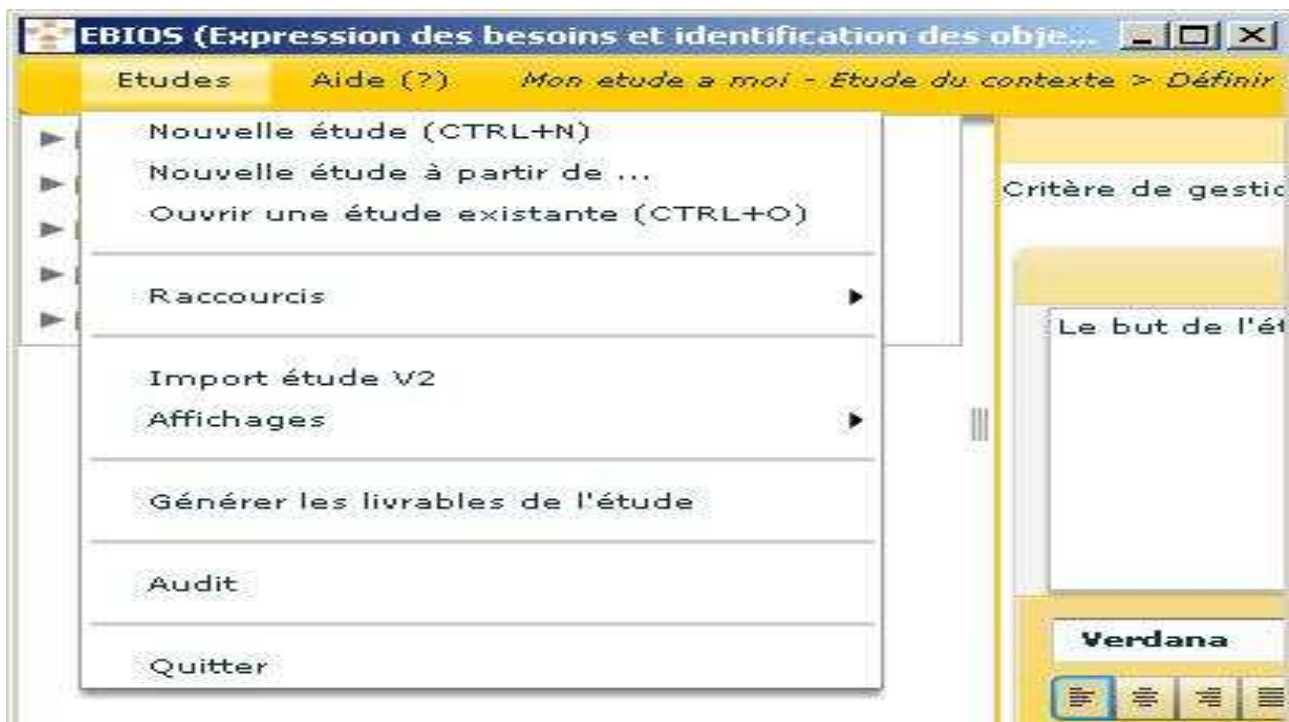 EBIOS (Expression des besoins et identification des obje...
Etudes Aide (?) Mon etude a moi - Etude du contexte > Définir
Nouvelle étude (CTRL+N)
Nouvelle étude à partir de ...
Ouvrir une étude existante (CTRL+O)
Critère de gestio
Raccourcis
Le but de l'ét
Import étude V2
Affichages
Générer les livrables de l'étude
Audit
Verdana
Quitter